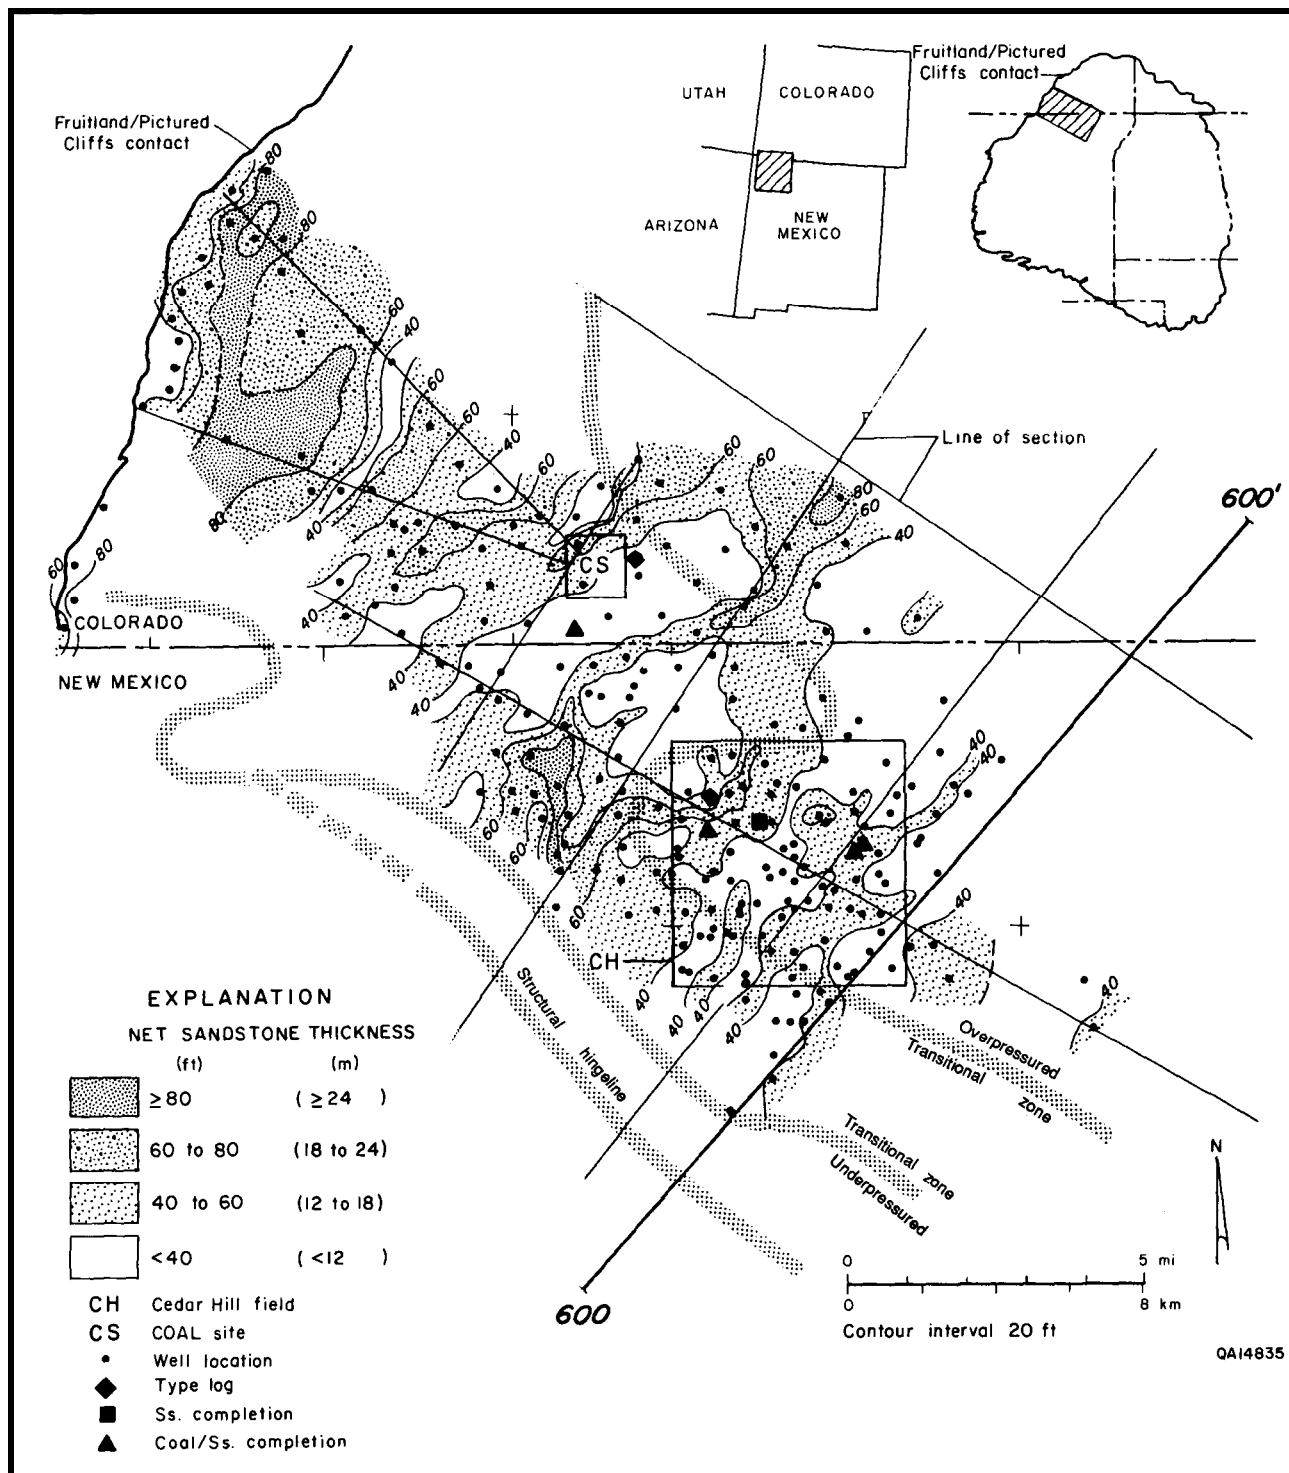 Fruitland/Pictured
Cliffs contact
UTAH
COLORADO
ARIZONA
NEW
MEXICO
Fruitland/Pictured
Cliffs contact
80
80
60
40
60
60
40
60
60
60
80
60
40
80
40
Line of section
600'
60
80
CS
40
COLORADO
NEW MEXICO
40
40
40
40
60
60
60
40
CH
40
40
40
40
40
Structural
hingeline
Overpressured
Transitional
zone
Transitional
zone
Underpressured
600
EXPLANATION
NET SANDSTONE THICKNESS
(ft) (m)
≥80 (≥24 )
60 to 80 (18 to 24)
40 to 60 (12 to 18)
<40 (<12 )
CH Cedar Hill field
CS COAL site
Well location
Type log
Ss. completion
Coal/Ss. completion
N
0 5 mi
0 8 km
Contour interval 20 ft
QA14835